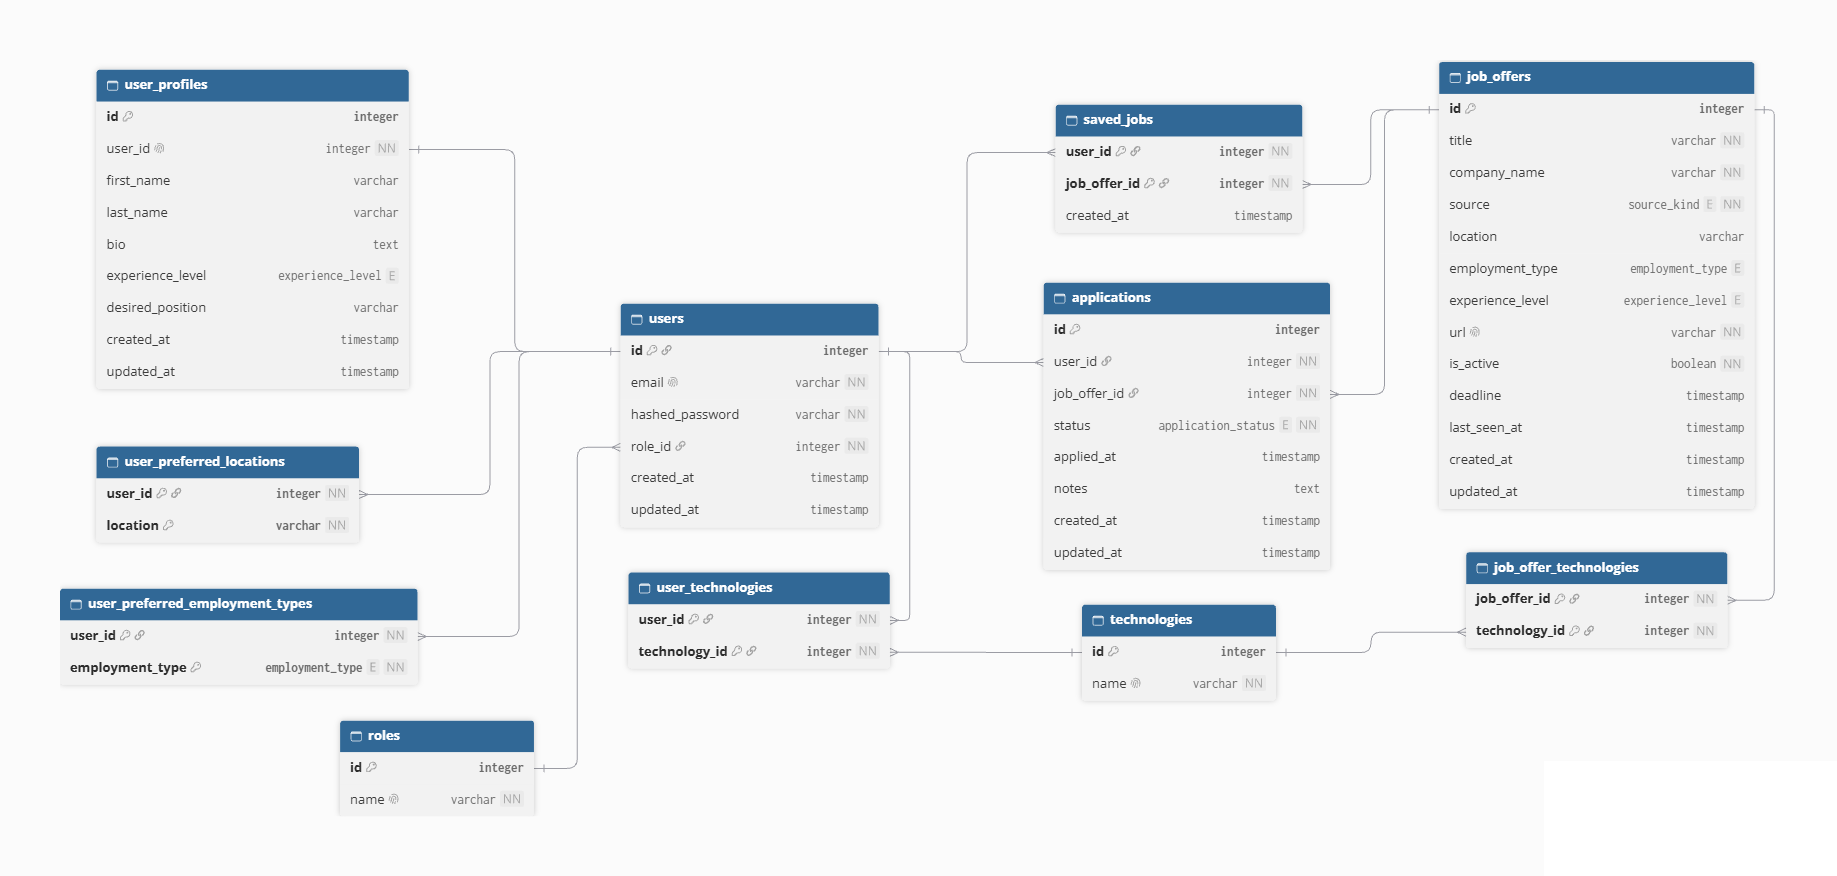 user_profiles
id integer
user_id integer NN
first_name varchar
last_name varchar
bio text
experience_level experience_level E
desired_position varchar
created_at timestamp
updated_at timestamp
user_preferred_locations
user_id integer NN
location varchar NN
user_preferred_employment_types
user_id integer NN
employment_type employment_type E NN
roles
id integer
name varchar NN
users
id integer
email varchar NN
hashed_password varchar NN
role_id integer NN
created_at timestamp
updated_at timestamp
user_technologies
user_id integer NN
technology_id integer NN
saved_jobs
user_id integer NN
job_offer_id integer NN
created_at timestamp
applications
id integer
user_id integer NN
job_offer_id integer NN
status application_status E NN
applied_at timestamp
notes text
created_at timestamp
updated_at timestamp
technologies
id integer
name varchar NN
job_offers
id integer
title varchar NN
company_name varchar NN
source source_kind E NN
location varchar
employment_type employment_type E
experience_level experience_level E
url varchar NN
is_active boolean NN
deadline timestamp
last_seen_at timestamp
created_at timestamp
updated_at timestamp
job_offer_technologies
job_offer_id integer NN
technology_id integer NN